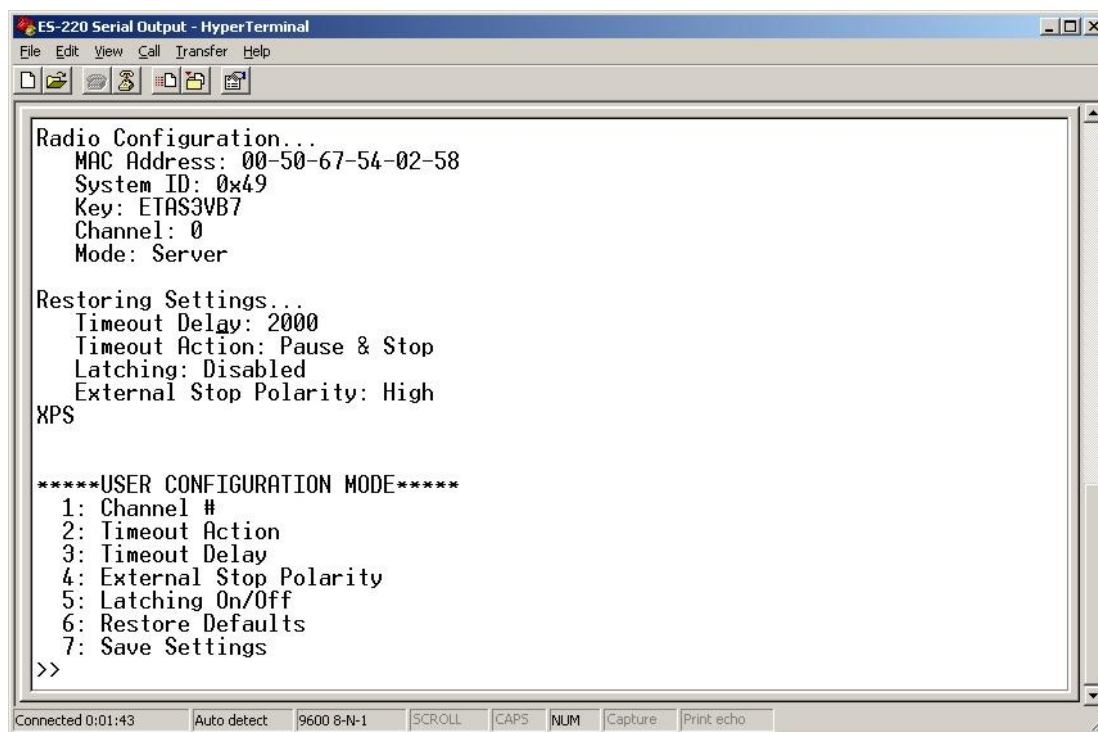 ES-220 Serial Output - HyperTerminal
File Edit View Call Transfer Help
Radio Configuration...
MAC Address: 00-50-67-54-02-58
System ID: 0x49
Key: ETAS3VB7
Channel: 0
Mode: Server
Restoring Settings...
Timeout Delay: 2000
Timeout Action: Pause & Stop
Latching: Disabled
External Stop Polarity: High
XPS
*****USER CONFIGURATION MODE*****
1: Channel #
2: Timeout Action
3: Timeout Delay
4: External Stop Polarity
5: Latching On/Off
6: Restore Defaults
7: Save Settings
>>
Connected 0:01:43 Auto detect 9600 8-N-1 SCROLL CAPS NUM Capture Print echo